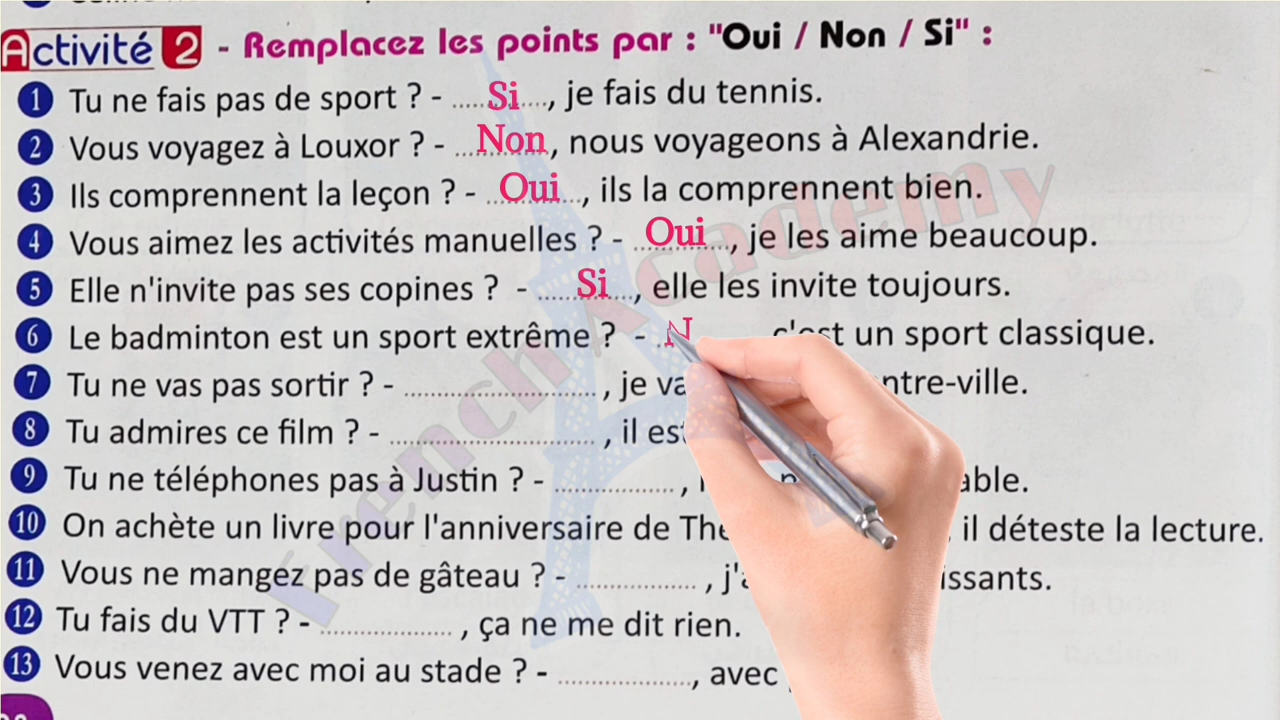 Activité 2 - Remplacez les points par : "Oui / Non / Si" :
1 Tu ne fais pas de sport ? - ..... Si ...., je fais du tennis.
2 Vous voyagez à Louxor ? - ... Non ..., nous voyageons à Alexandrie.
3 Ils comprennent la leçon ? - .. Oui ..., ils la comprennent bien.
4 Vous aimez les activités manuelles ? - .. Oui ...., je les aime beaucoup.
5 Elle n'invite pas ses copines ? - ...... Si ...., elle les invite toujours.
6 Le badminton est un sport extrême ? - .. N c'est un sport classique.
7 Tu ne vas pas sortir ? - ............................ , je ntre-ville.
8 Tu admires ce film ? - .............................. , il
9 Tu ne téléphones pas à Justin ? - ................. , able.
10 On achète un livre pour l'anniversaire de , il déteste la lecture.
11 Vous ne mangez pas de gâteau ? - ................. , issants.
12 Tu fais du VTT ? - ................... , ça ne me dit rien.
13 Vous venez avec moi au stade ? - ..................., avec
French Academy